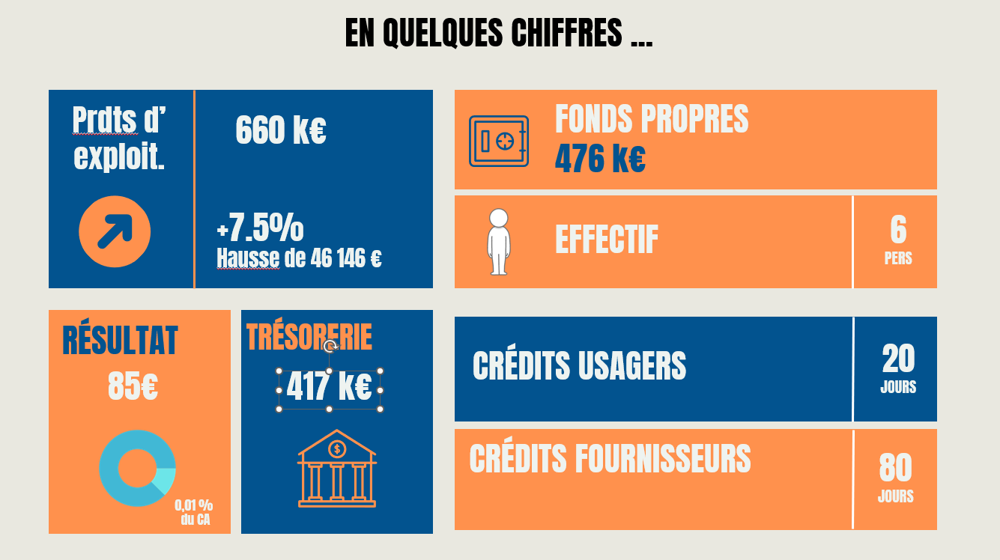 EN QUELQUES CHIFFRES ...
Prdts d’
exploit.
660 k€
+7.5%
Hausse de 46 146 €
FONDS PROPRES
476 k€
EFFECTIF
6
PERS
RÉSULTAT
85€
0,01 %
du CA
TRÉSORERIE
417 k€
$
CRÉDITS USAGERS
20
JOURS
CRÉDITS FOURNISSEURS
80
JOURS